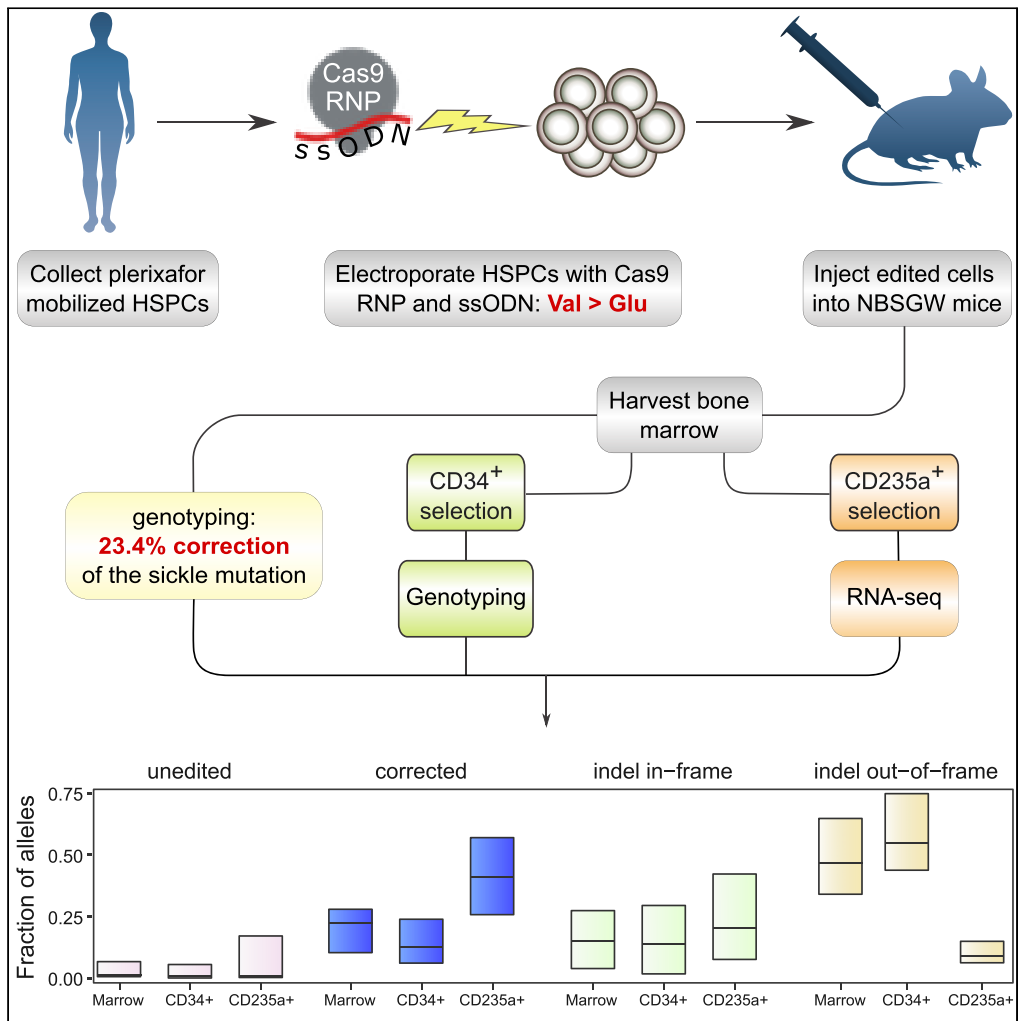 Cas9
RNP
ssODN
Collect plerixafor
mobilized HSPCs
Electroporate HSPCs with Cas9
RNP and ssODN: Val > Glu
Inject edited cells
into NBSGW mice
Harvest bone
marrow
CD34+
selection
CD235a+
selection
genotyping:
23.4% correction
of the sickle mutation
Genotyping
RNA-seq
unedited
corrected
indel in−frame
indel out−of−frame
Fraction of alleles
0.75
0.50
0.25
0.00
Marrow CD34+ CD235a+ Marrow CD34+ CD235a+ Marrow CD34+ CD235a+ Marrow CD34+ CD235a+